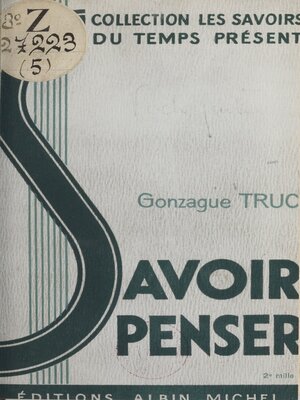 8° Z
27223
(5)
COLLECTION LES SAVOIRS
DU TEMPS PRÉSENT
Gonzague TRUC
SAVOIR
PENSER
2e mille
ÉDITIONS ALBIN MICHEL